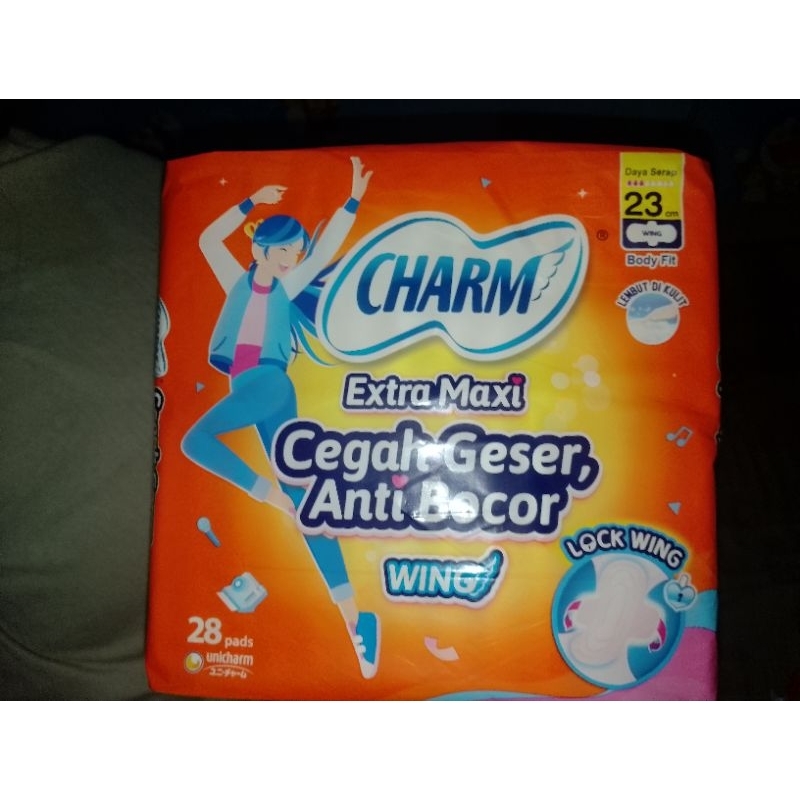 Daya Serap
23 cm
WING
Body Fit
LEMBUT DI KULIT
CHARM
®
Extra Maxi
Cegah Geser,
Anti Bocor
WING
LOCK WING
28 pads
unicharm
ユニ・チャーム